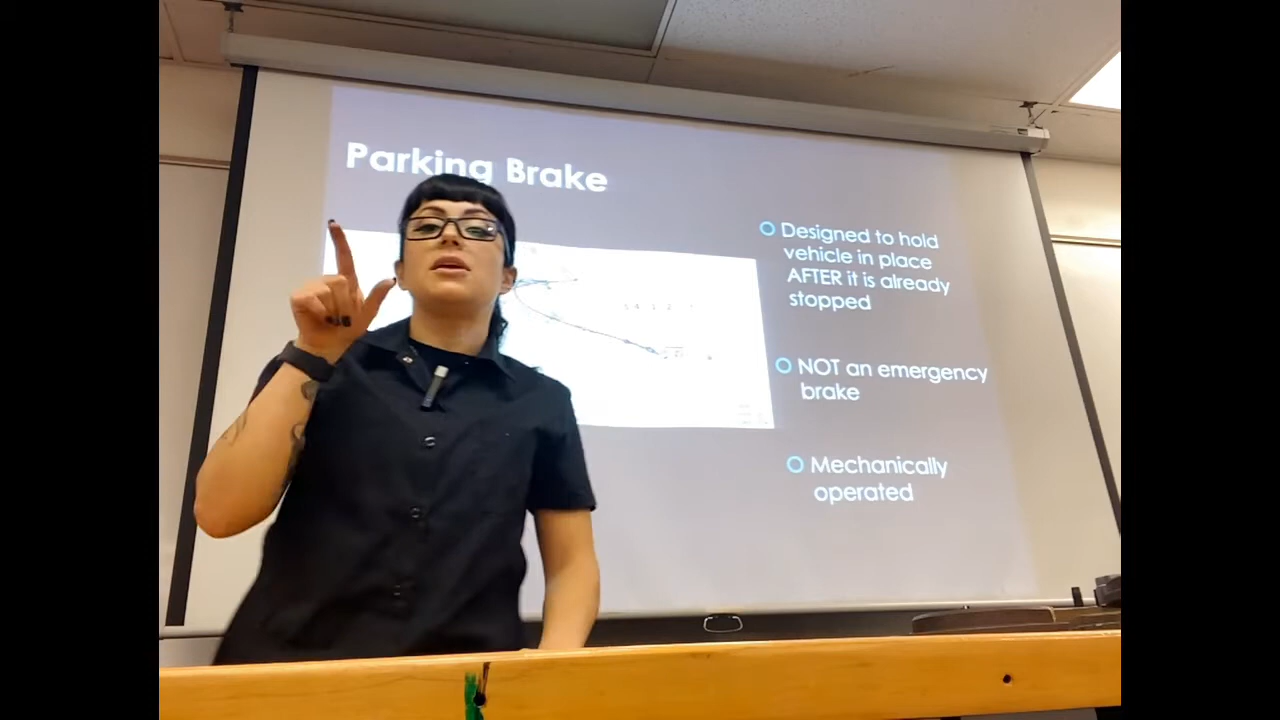 Parking Brake
Designed to hold
vehicle in place
AFTER it is already
stopped
NOT an emergency
brake
Mechanically
operated